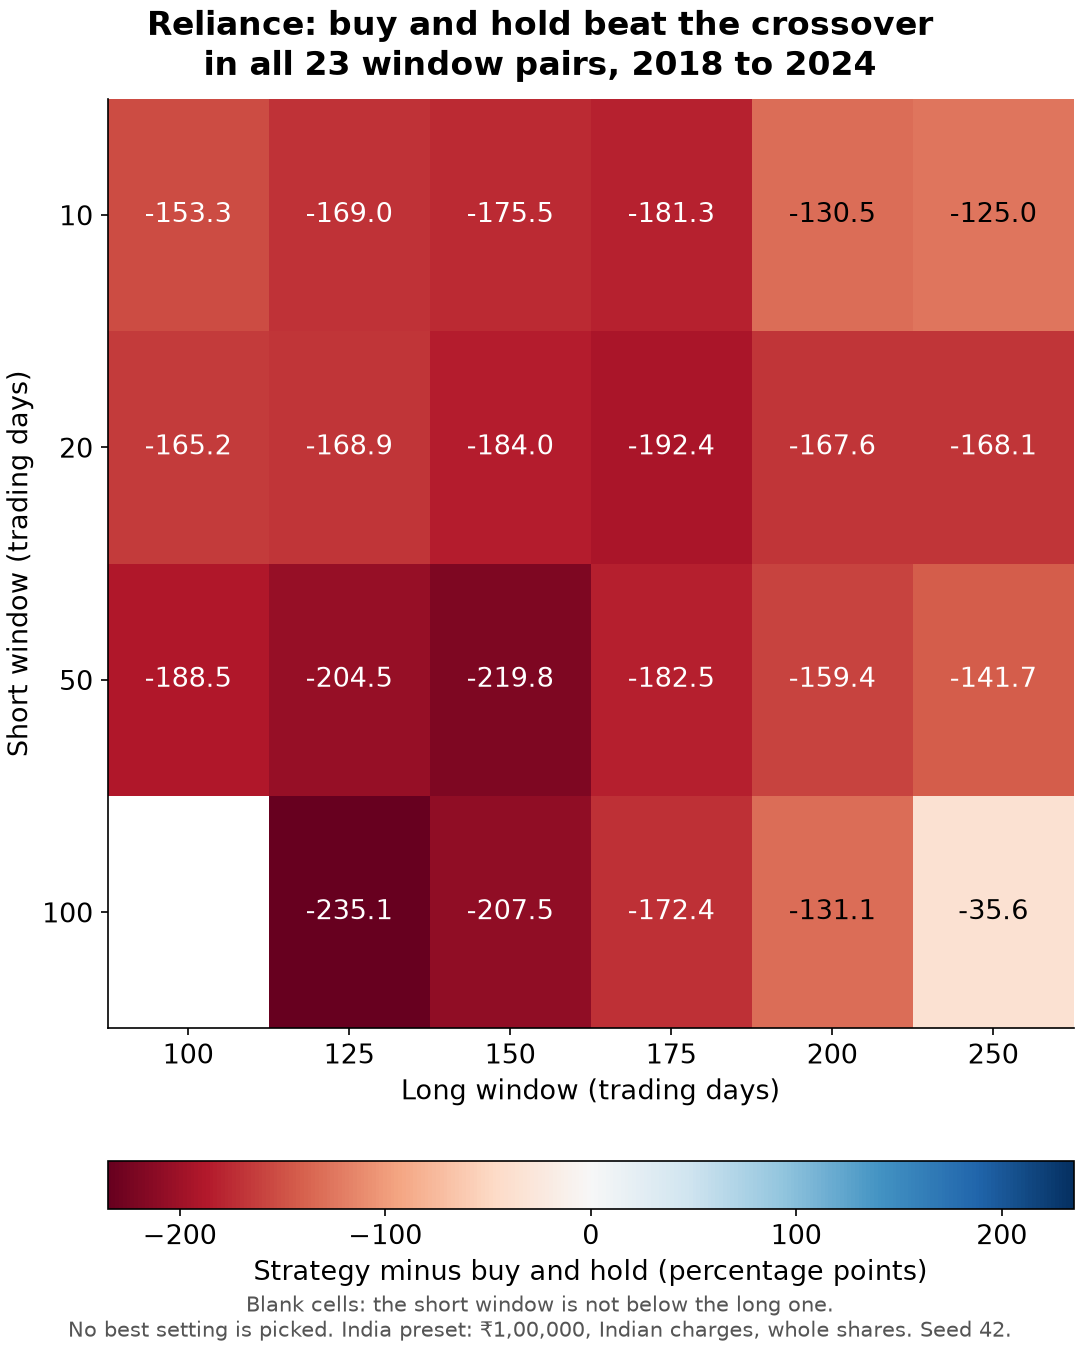 Reliance: buy and hold beat the crossover
in all 23 window pairs, 2018 to 2024
Short window (trading days)
10 -153.3 -169.0 -175.5 -181.3 -130.5 -125.0
20 -165.2 -168.9 -184.0 -192.4 -167.6 -168.1
50 -188.5 -204.5 -219.8 -182.5 -159.4 -141.7
100 -235.1 -207.5 -172.4 -131.1 -35.6
100 125 150 175 200 250
Long window (trading days)
−200 −100 0 100 200
Strategy minus buy and hold (percentage points)
Blank cells: the short window is not below the long one.
No best setting is picked. India preset: ₹1,00,000, Indian charges, whole shares. Seed 42.